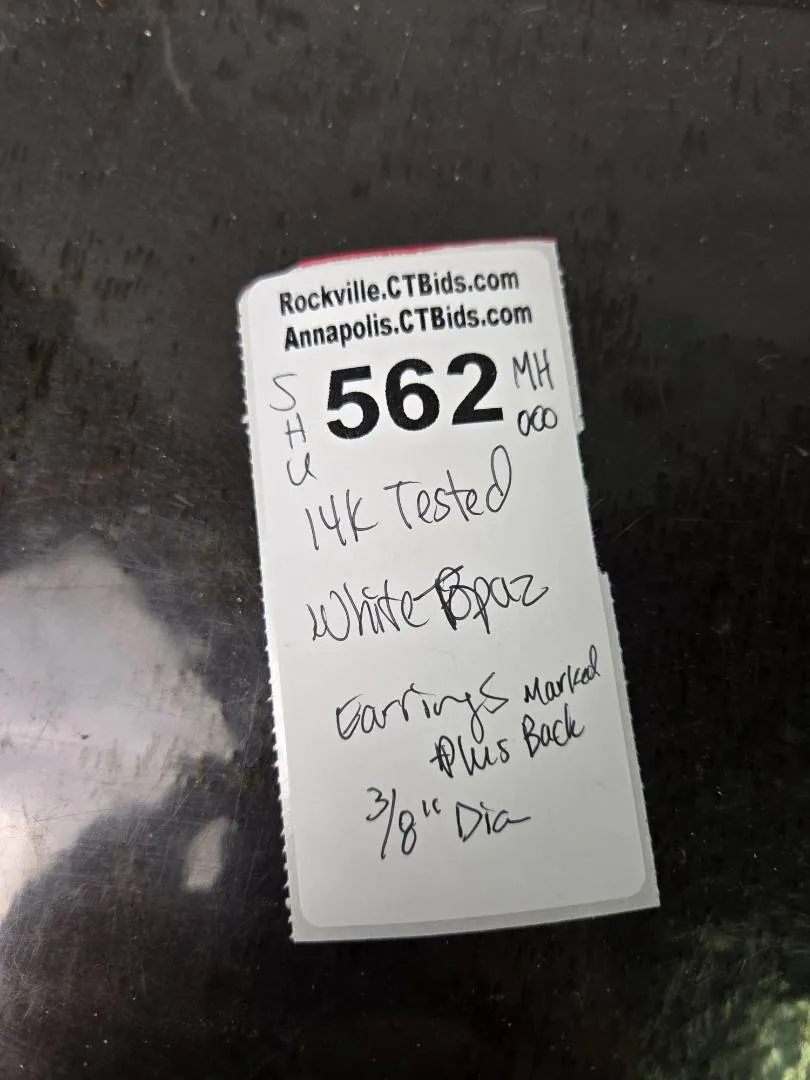 Rockville.CTBids.com
Annapolis.CTBids.com
SHU 562 MH
000
14K Tested
White Topaz
Earrings Marked
Plus Back
3/8" Dia